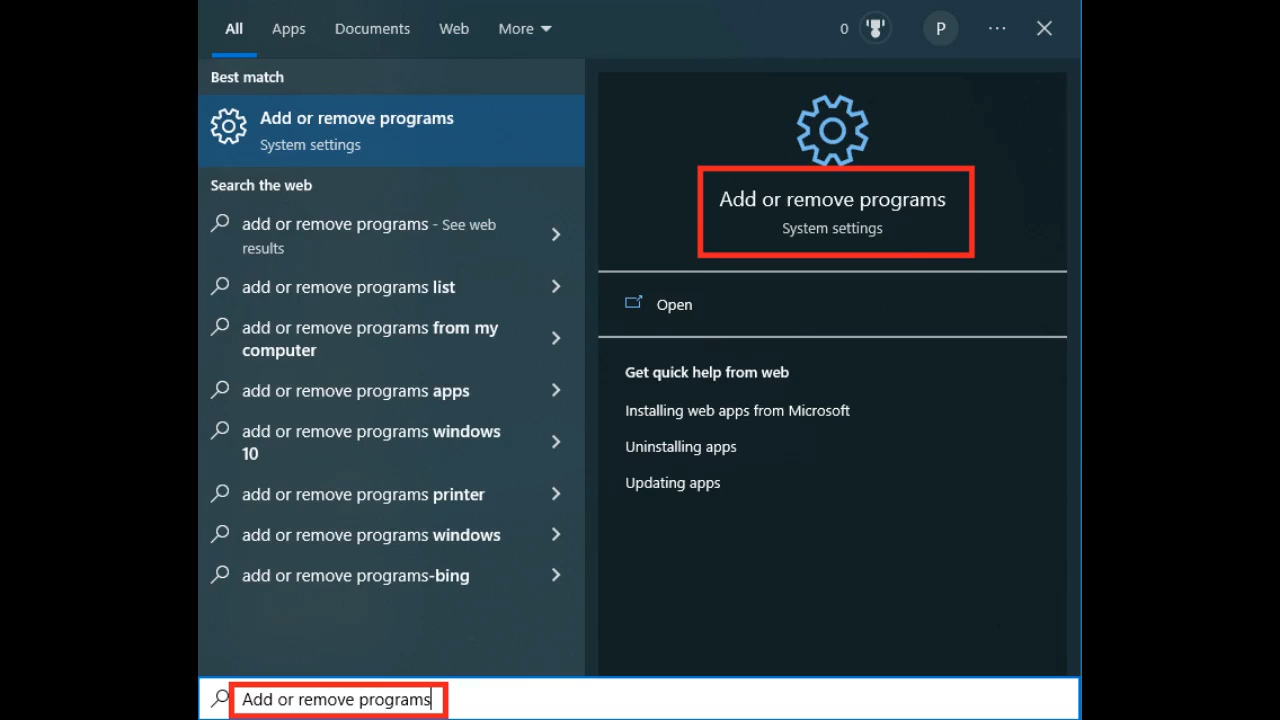 All Apps Documents Web More 0 P ...
Best match
Add or remove programs
System settings
Search the web
add or remove programs - See web
results
add or remove programs list
add or remove programs from my
computer
add or remove programs apps
add or remove programs windows
10
add or remove programs printer
add or remove programs windows
add or remove programs-bing
Add or remove programs
System settings
Open
Get quick help from web
Installing web apps from Microsoft
Uninstalling apps
Updating apps
Add or remove programs